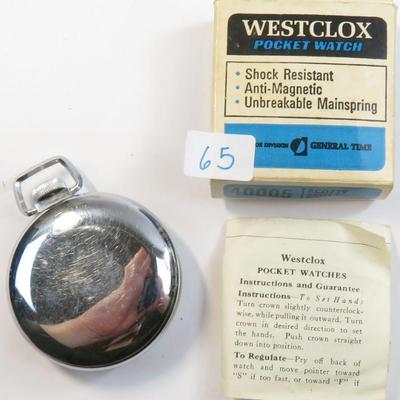 WESTCLOX
POCKET WATCH
• Shock Resistant
• Anti-Magnetic
• Unbreakable Mainspring
DIVISION GENERAL TIME
65
40005
Westclox
POCKET WATCHES
Instructions and Guarantee
Instructions—To Set Hands:
Turn crown slightly counterclock-
wise, while pulling it outward. Turn
crown in desired direction to set
the hands. Push crown straight
down into position.
To Regulate—Pry off back of
watch and move pointer toward
"S" if too fast, or toward "F" if